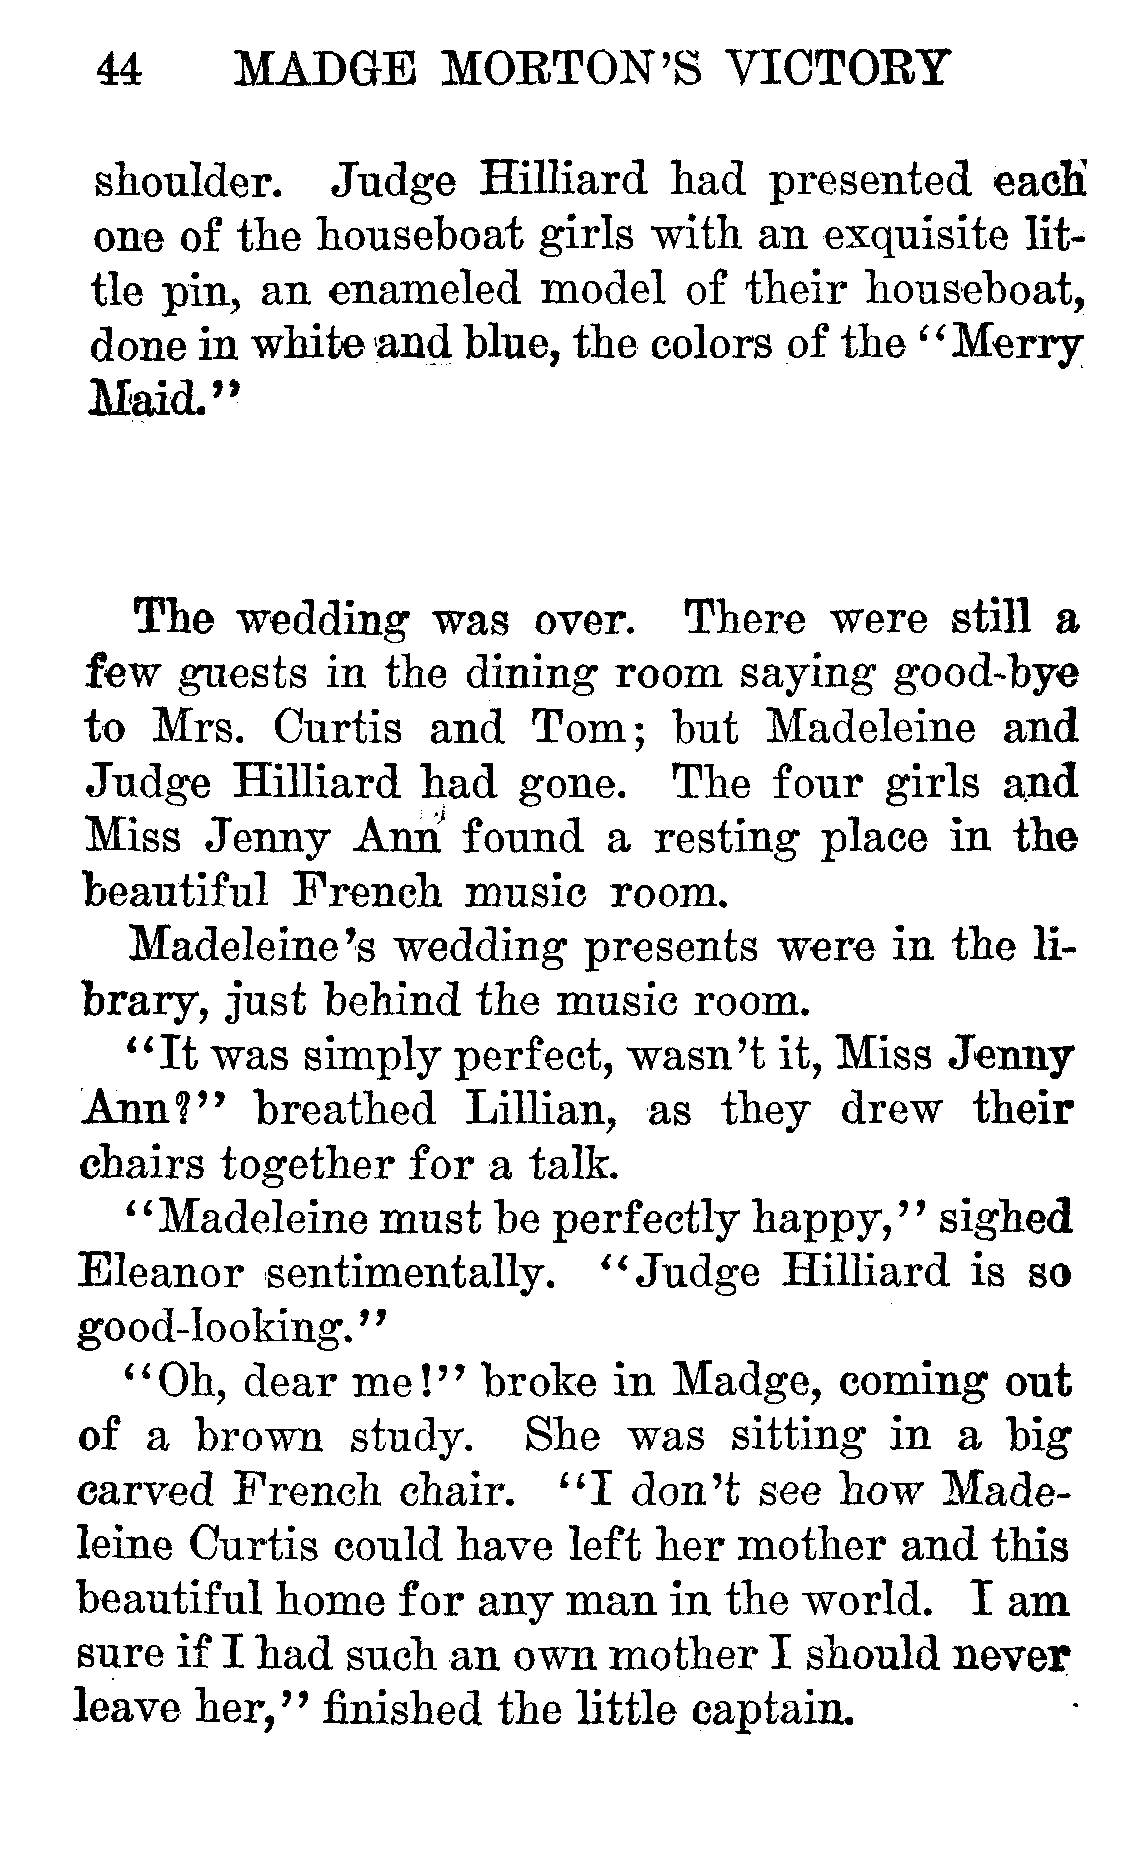 44 MADGE MORTON'S VICTORY
shoulder. Judge Hilliard had presented each
one of the houseboat girls with an exquisite lit-
tle pin, an enameled model of their houseboat,
done in white and blue, the colors of the "Merry
Maid."
The wedding was over. There were still a
few guests in the dining room saying good-bye
to Mrs. Curtis and Tom; but Madeleine and
Judge Hilliard had gone. The four girls and
Miss Jenny Ann found a resting place in the
beautiful French music room.
Madeleine's wedding presents were in the li-
brary, just behind the music room.
"It was simply perfect, wasn't it, Miss Jenny
Ann?" breathed Lillian, as they drew their
chairs together for a talk.
"Madeleine must be perfectly happy," sighed
Eleanor sentimentally. "Judge Hilliard is so
good-looking."
"Oh, dear me!" broke in Madge, coming out
of a brown study. She was sitting in a big
carved French chair. "I don't see how Made-
leine Curtis could have left her mother and this
beautiful home for any man in the world. I am
sure if I had such an own mother I should never
leave her," finished the little captain.